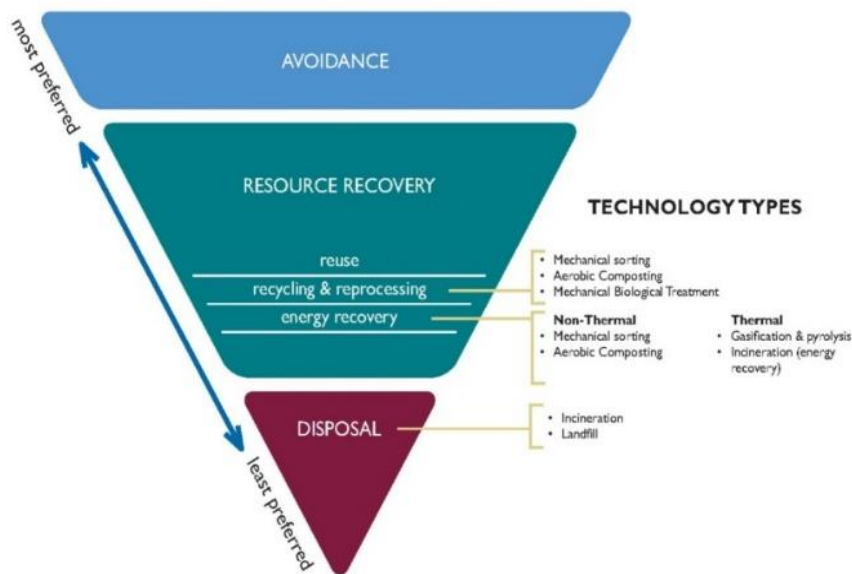 most preferred
AVOIDANCE
RESOURCE RECOVERY
reuse
recycling & reprocessing
energy recovery
TECHNOLOGY TYPES
• Mechanical sorting
• Aerobic Composting
• Mechanical Biological Treatment
Non-Thermal
• Mechanical sorting
• Aerobic Composting
Thermal
• Gasification & pyrolysis
• Incineration (energy
recovery)
DISPOSAL
• Incineration
• Landfill
least preferred